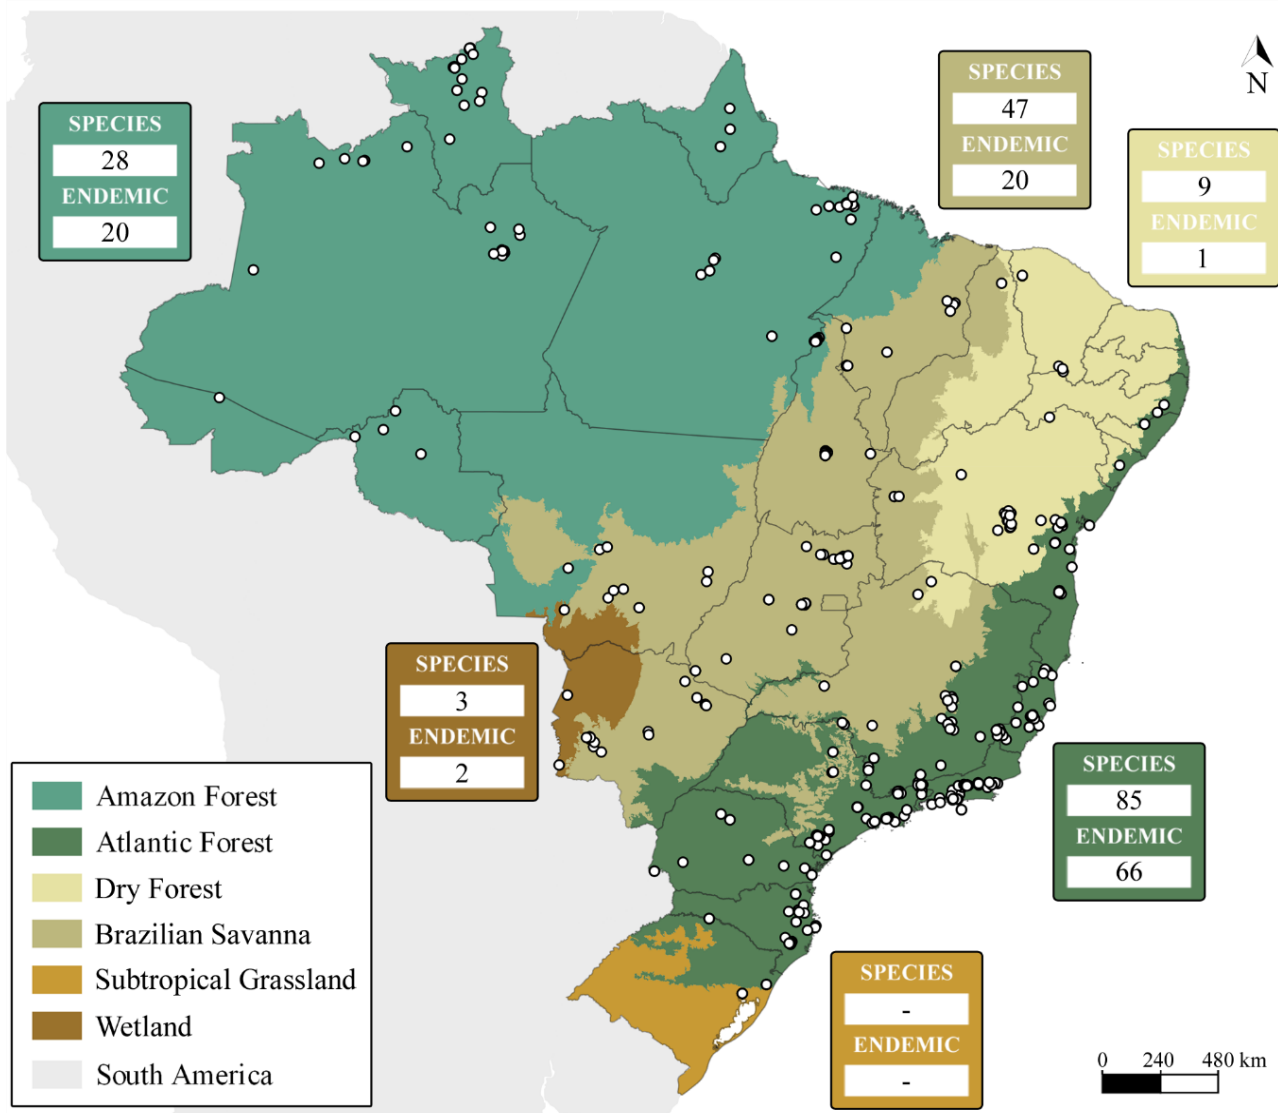 N
SPECIES
28
ENDEMIC
20
SPECIES
47
ENDEMIC
20
SPECIES
9
ENDEMIC
1
SPECIES
3
ENDEMIC
2
SPECIES
85
ENDEMIC
66
SPECIES
-
ENDEMIC
-
Amazon Forest
Atlantic Forest
Dry Forest
Brazilian Savanna
Subtropical Grassland
Wetland
South America
0 240 480 km